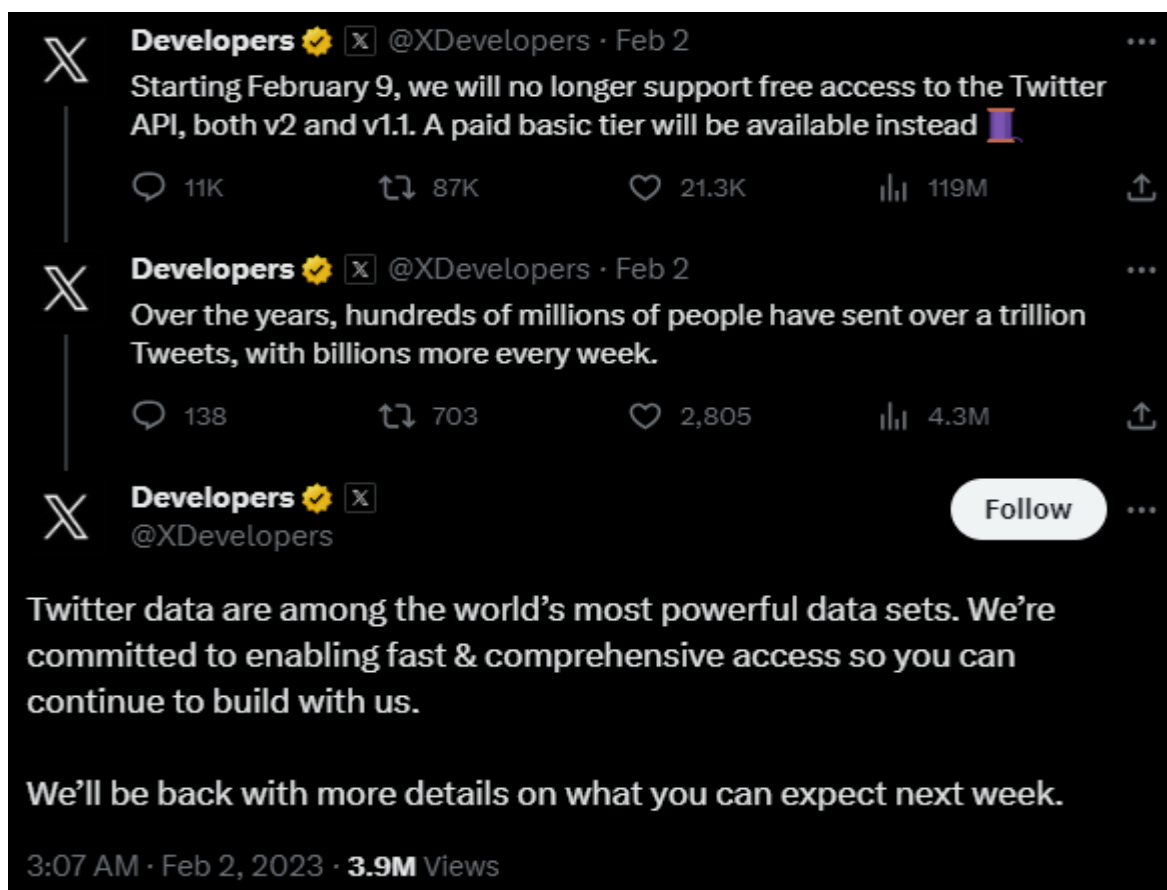 Developers @XDevelopers · Feb 2
Starting February 9, we will no longer support free access to the Twitter
API, both v2 and v1.1. A paid basic tier will be available instead 🧵
11K 87K 21.3K 119M
Developers @XDevelopers · Feb 2
Over the years, hundreds of millions of people have sent over a trillion
Tweets, with billions more every week.
138 703 2,805 4.3M
Developers
@XDevelopers
Follow
Twitter data are among the world’s most powerful data sets. We’re
committed to enabling fast & comprehensive access so you can
continue to build with us.
We’ll be back with more details on what you can expect next week.
3:07 AM · Feb 2, 2023 · 3.9M Views